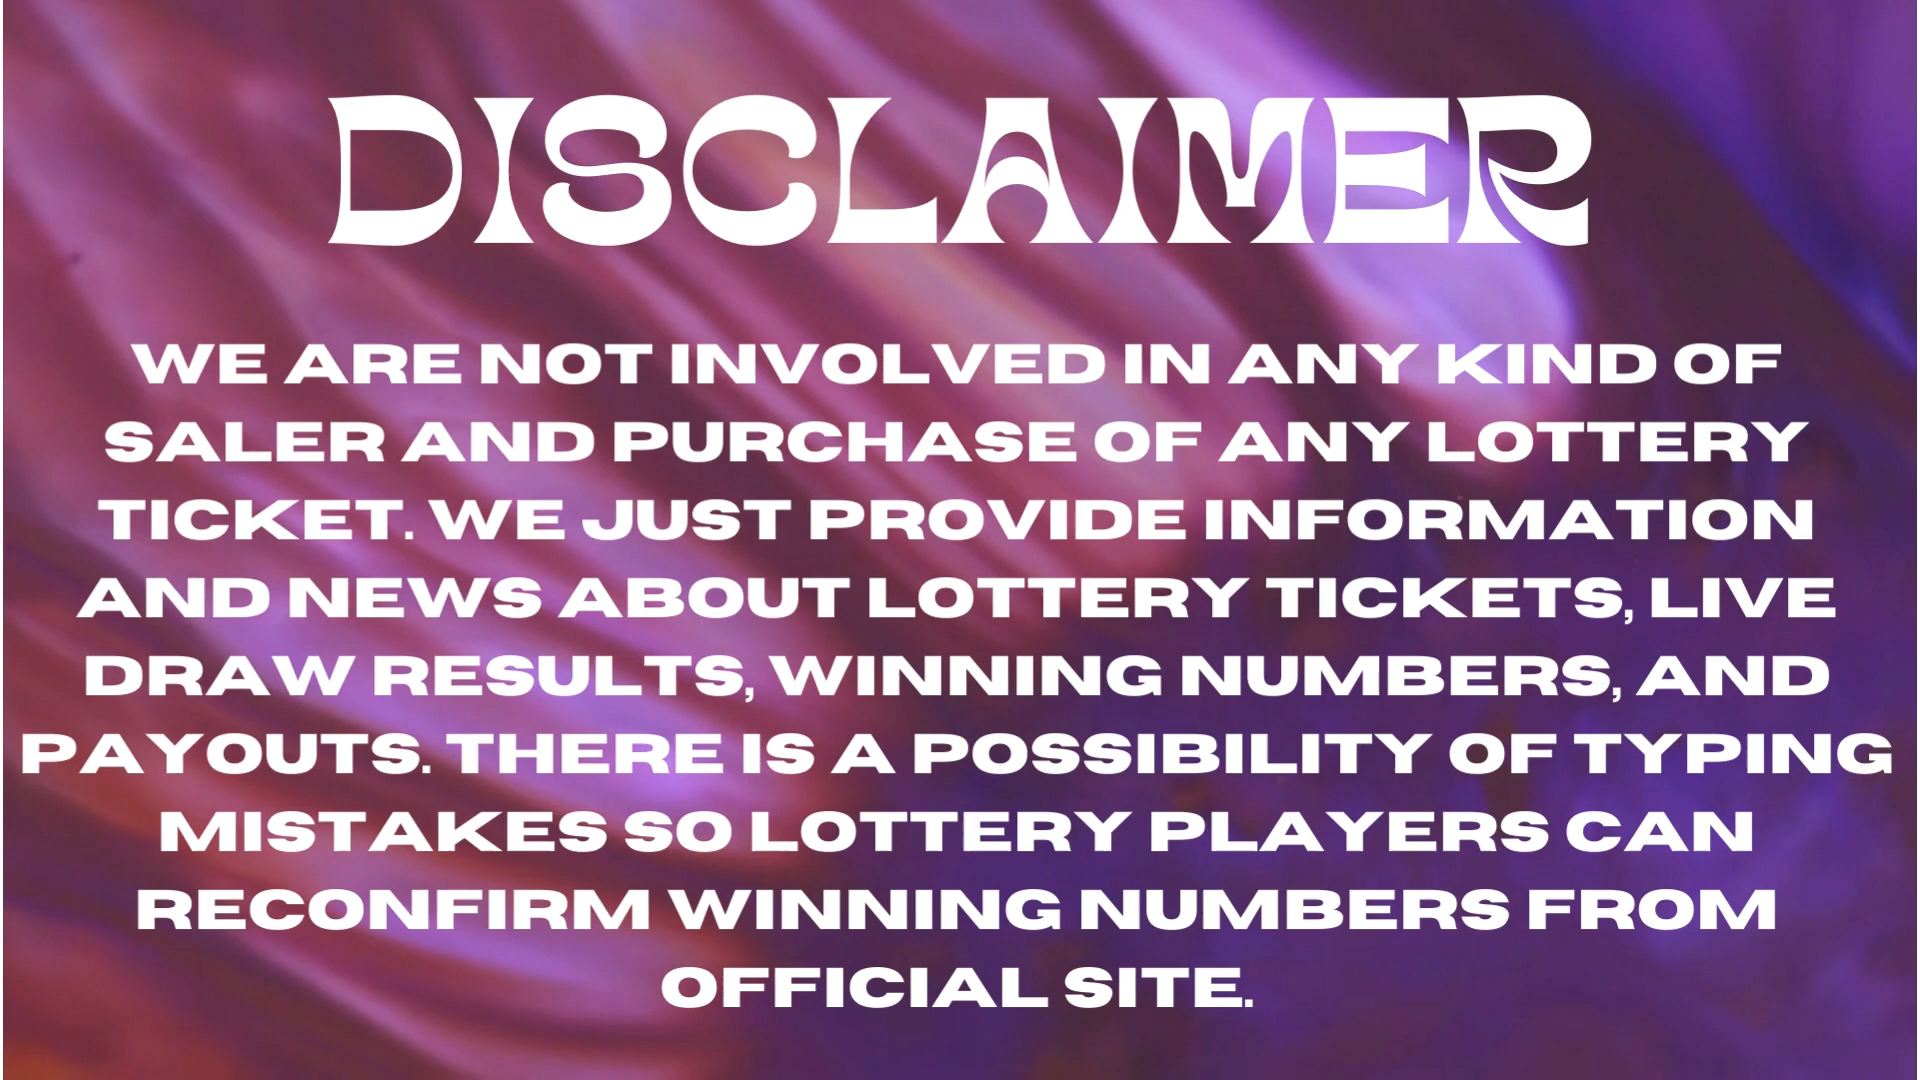 DISCLAIMER
WE ARE NOT INVOLVED IN ANY KIND OF
SALER AND PURCHASE OF ANY LOTTERY
TICKET. WE JUST PROVIDE INFORMATION
AND NEWS ABOUT LOTTERY TICKETS, LIVE
DRAW RESULTS, WINNING NUMBERS, AND
PAYOUTS. THERE IS A POSSIBILITY OF TYPING
MISTAKES SO LOTTERY PLAYERS CAN
RECONFIRM WINNING NUMBERS FROM
OFFICIAL SITE.